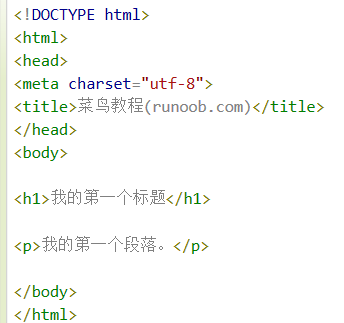 <!DOCTYPE html>
<html>
<head>
<meta charset="utf-8">
<title>菜鸟教程(runoob.com)</title>
</head>
<body>
<h1>我的第一个标题</h1>
<p>我的第一个段落。</p>
</body>
</html>